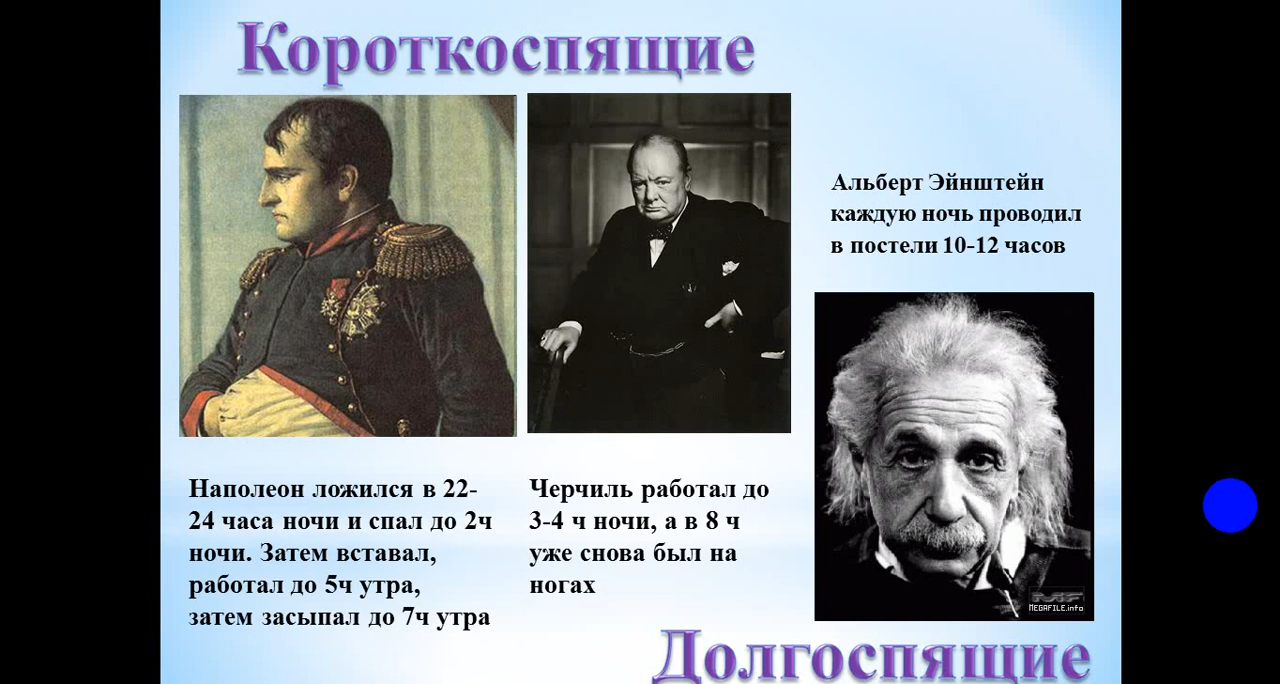 Короткоспящие
Альберт Эйнштейн
каждую ночь проводил
в постели 10-12 часов
Наполеон ложился в 22-
24 часа ночи и спал до 2ч
ночи. Затем вставал,
работал до 5ч утра,
затем засыпал до 7ч утра
Черчиль работал до
3-4 ч ночи, а в 8 ч
уже снова был на
ногах
MF
MEGAFILE.info
Долгоспящие